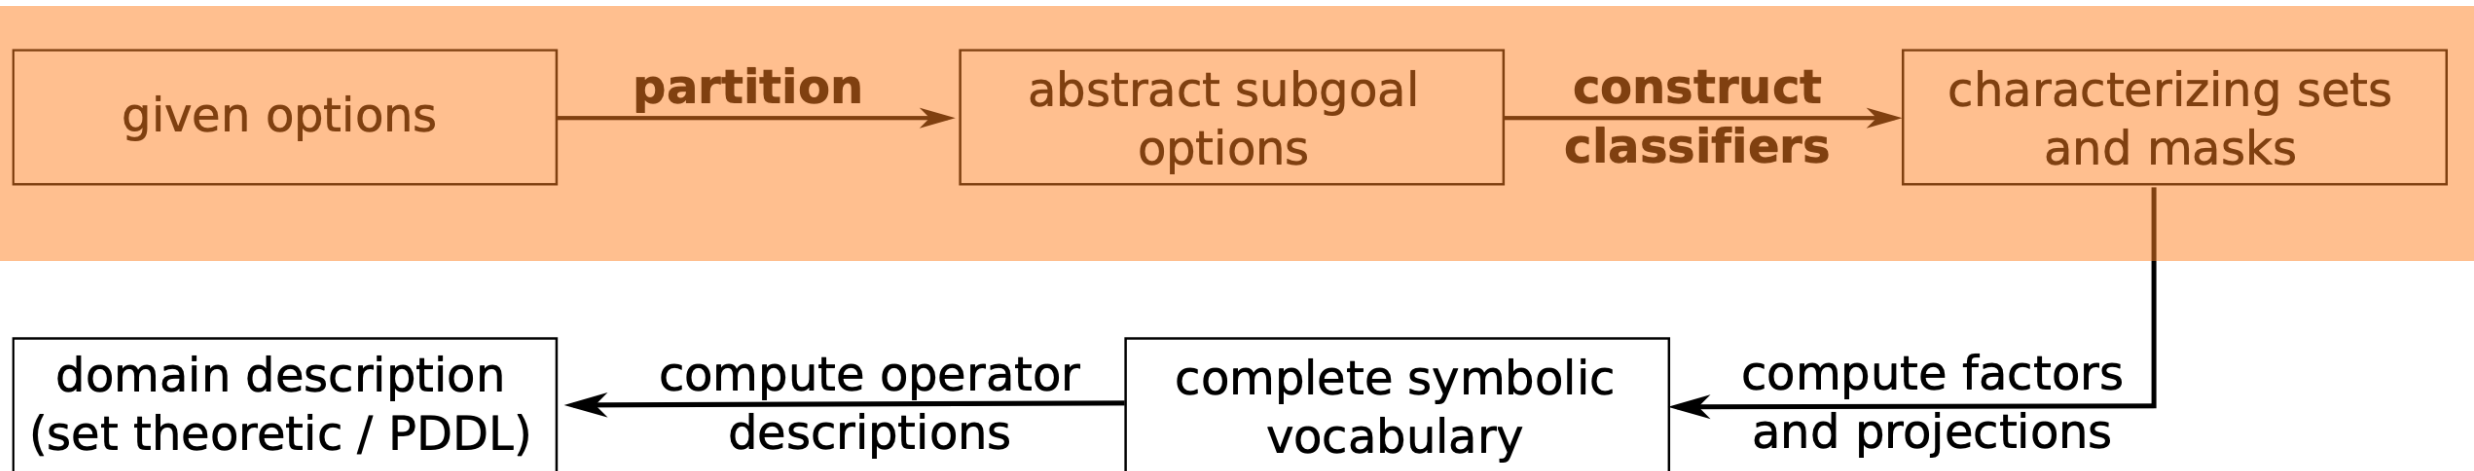 given options
partition
abstract subgoal
options
construct
classifiers
characterizing sets
and masks
compute factors
and projections
complete symbolic
vocabulary
compute operator
descriptions
domain description
(set theoretic / PDDL)